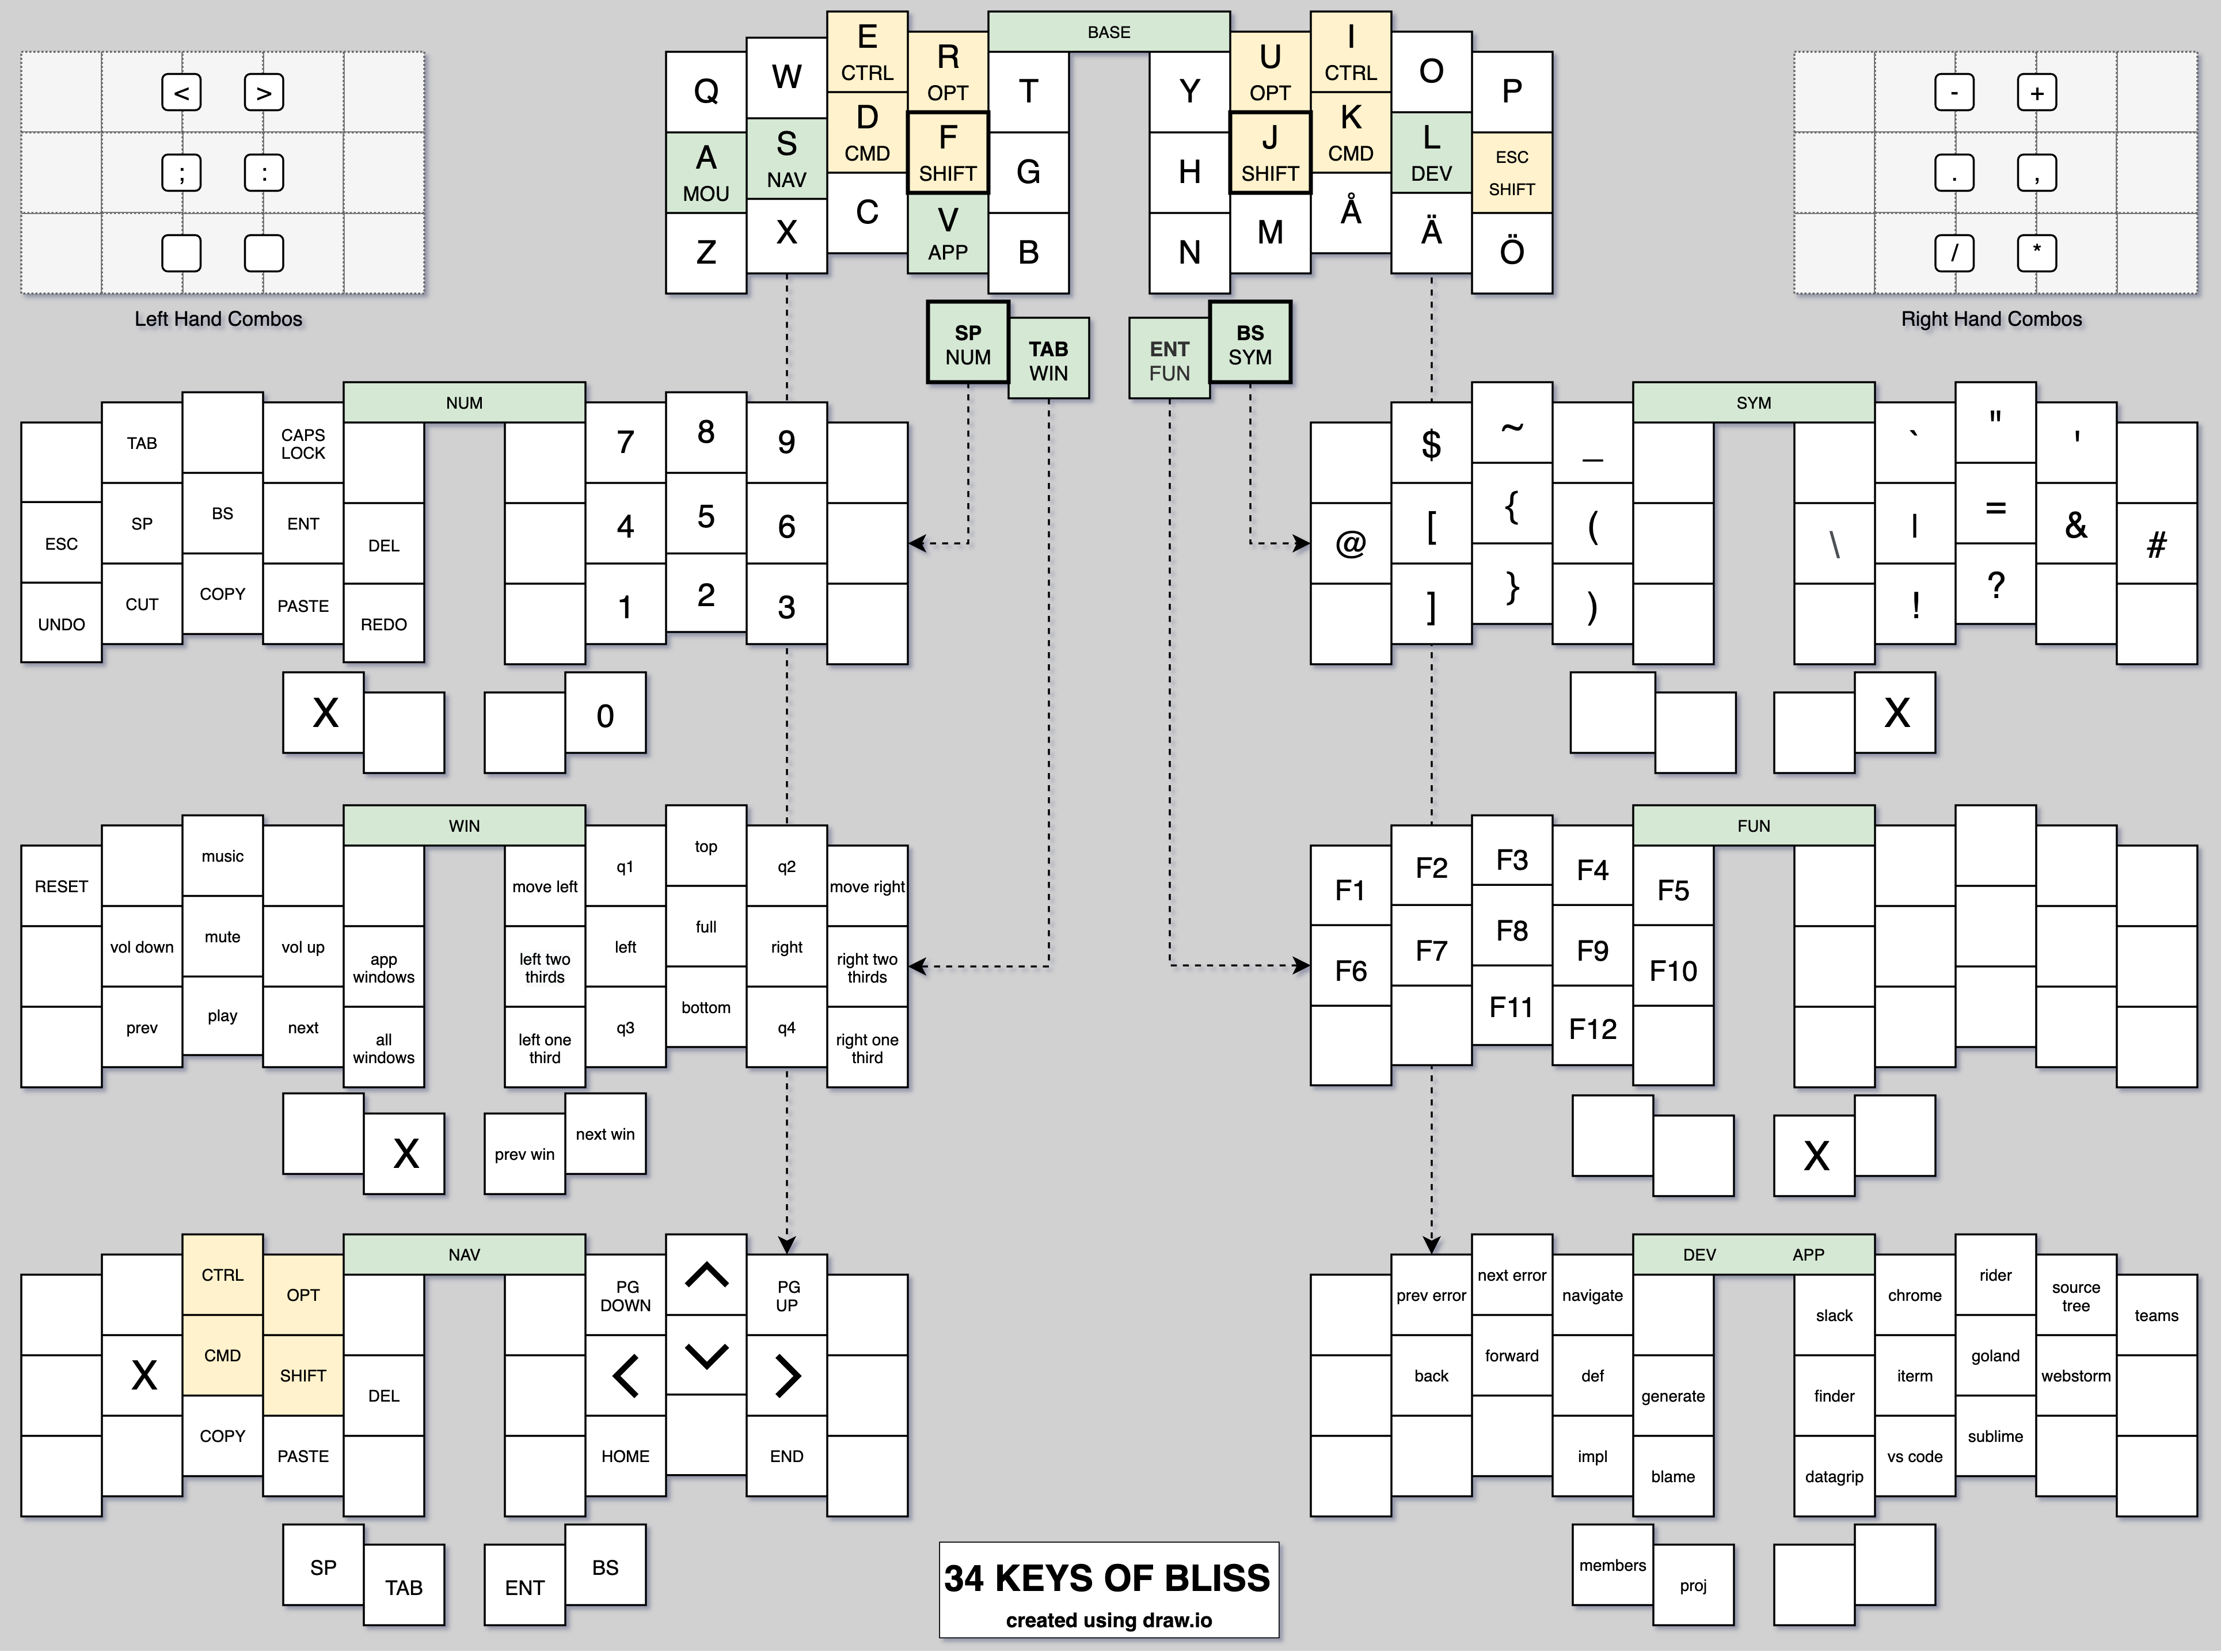 BASE
Q W E R T Y U I O P
CTRL OPT OPT CTRL
A S D F G H J K L ESC
MOU NAV CMD SHIFT SHIFT CMD DEV SHIFT
Z X C V B N M Å Ä Ö
APP
SP TAB ENT BS
NUM WIN FUN SYM
< >
; :
Left Hand Combos
- +
. ,
/ *
Right Hand Combos
NUM
TAB CAPS LOCK 7 8 9
ESC SP BS ENT DEL 4 5 6
UNDO CUT COPY PASTE REDO 1 2 3
X 0
SYM
$ ~ _ ` " '
@ [ { ( \ | = & #
] } ) ! ?
X
WIN
RESET music move left q1 top q2 move right
vol down mute vol up app windows left two thirds left full right right two thirds
prev play next all windows left one third q3 bottom q4 right one third
X prev win next win
FUN
F1 F2 F3 F4 F5
F6 F7 F8 F9 F10
F11 F12
X
NAV
CTRL OPT PG DOWN PG UP
X CMD SHIFT DEL
COPY PASTE HOME END
SP TAB ENT BS
DEV APP
prev error next error navigate slack chrome rider source tree teams
back forward def generate finder iterm goland webstorm
impl blame datagrip vs code sublime
members proj
34 KEYS OF BLISS
created using draw.io